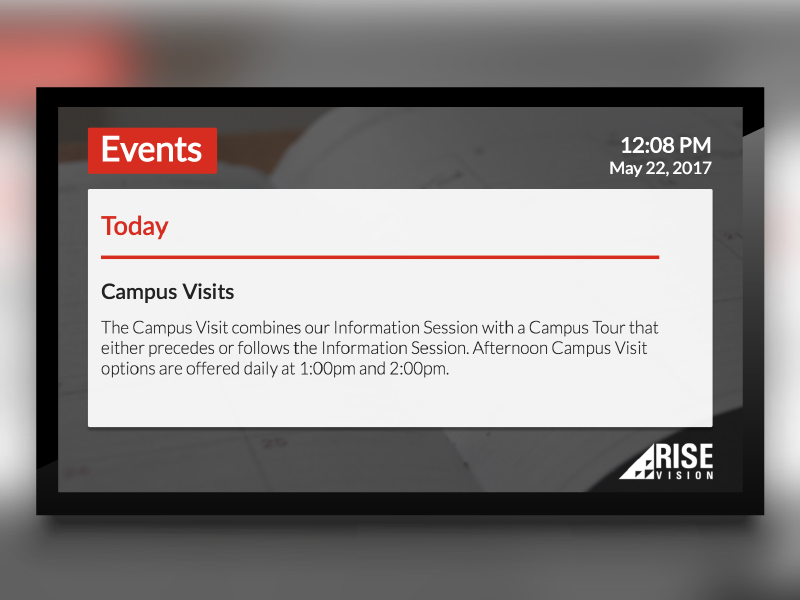 Events
12:08 PM
May 22, 2017
Today
Campus Visits
The Campus Visit combines our Information Session with a Campus Tour that
either precedes or follows the Information Session. Afternoon Campus Visit
options are offered daily at 1:00pm and 2:00pm.
RISE
VISION